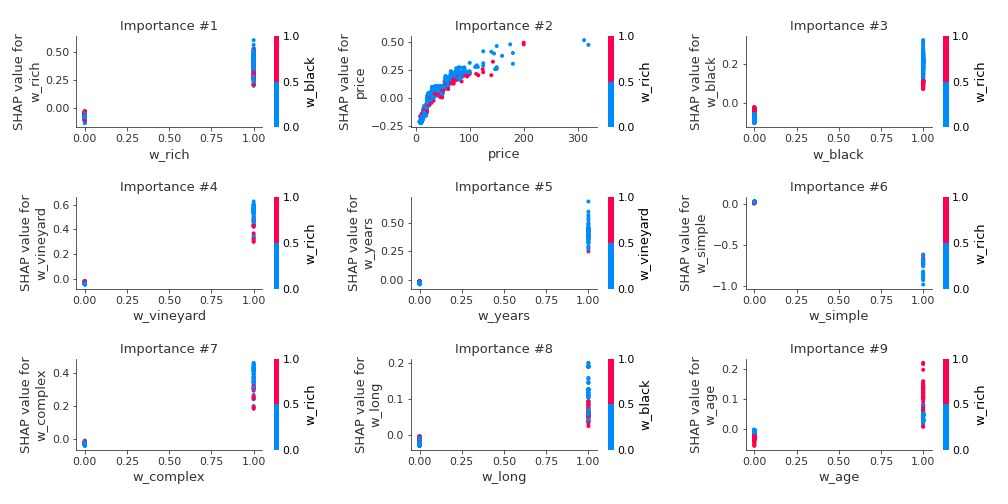 Importance #1
SHAP value for
w_rich
0.50
0.25
0.00
0.00 0.25 0.50 0.75 1.00
w_rich
1.0
0.5
0.0
w_black
Importance #2
SHAP value for
price
0.50
0.25
0.00
−0.25
0 100 200 300
price
1.0
0.5
0.0
w_rich
Importance #3
SHAP value for
w_black
0.2
0.0
0.00 0.25 0.50 0.75 1.00
w_black
1.0
0.5
0.0
w_rich
Importance #4
SHAP value for
w_vineyard
0.6
0.4
0.2
0.0
0.00 0.25 0.50 0.75 1.00
w_vineyard
1.0
0.5
0.0
w_rich
Importance #5
SHAP value for
w_years
0.50
0.25
0.00
0.00 0.25 0.50 0.75 1.00
w_years
1.0
0.5
0.0
w_vineyard
Importance #6
SHAP value for
w_simple
0.0
−0.5
−1.0
0.00 0.25 0.50 0.75 1.00
w_simple
1.0
0.5
0.0
w_rich
Importance #7
SHAP value for
w_complex
0.4
0.2
0.0
0.00 0.25 0.50 0.75 1.00
w_complex
1.0
0.5
0.0
w_rich
Importance #8
SHAP value for
w_long
0.2
0.1
0.0
0.00 0.25 0.50 0.75 1.00
w_long
1.0
0.5
0.0
w_black
Importance #9
SHAP value for
w_age
0.2
0.1
0.0
0.00 0.25 0.50 0.75 1.00
w_age
1.0
0.5
0.0
w_rich